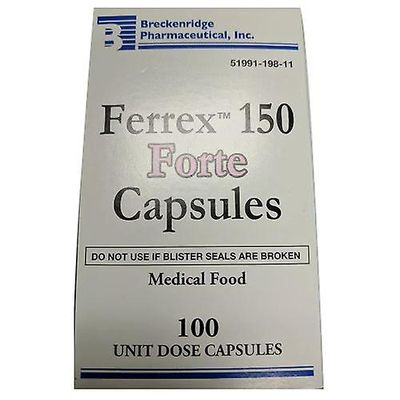 B
Breckenridge
Pharmaceutical, Inc.
51991-198-11
Ferrex™ 150
Forte
Capsules
DO NOT USE IF BLISTER SEALS ARE BROKEN
Medical Food
100
UNIT DOSE CAPSULES